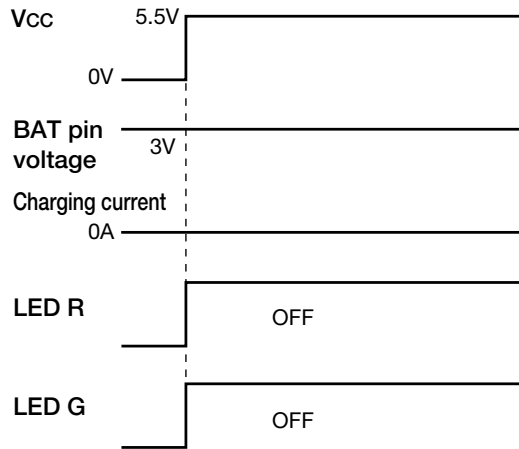 Vcc 5.5V
0V
BAT pin
voltage
3V
Charging current
0A
LED R
OFF
LED G
OFF